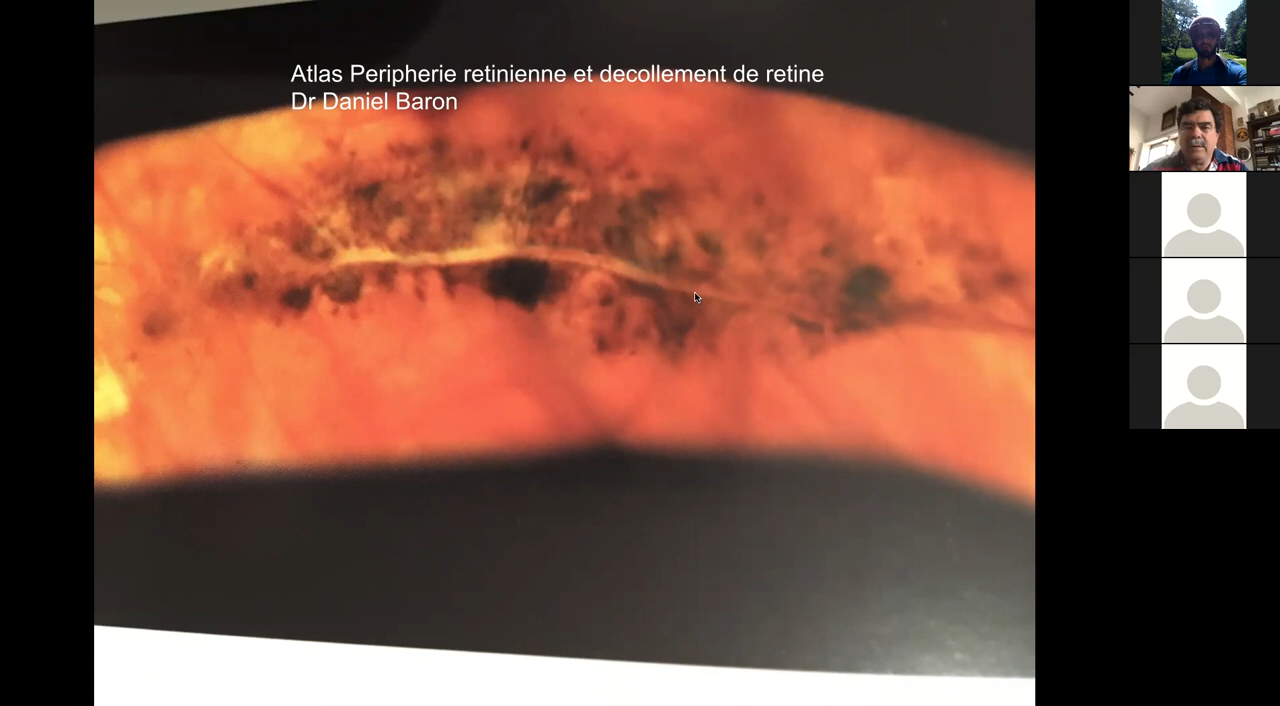 Atlas Peripherie retinienne et decollement de retine
Dr Daniel Baron